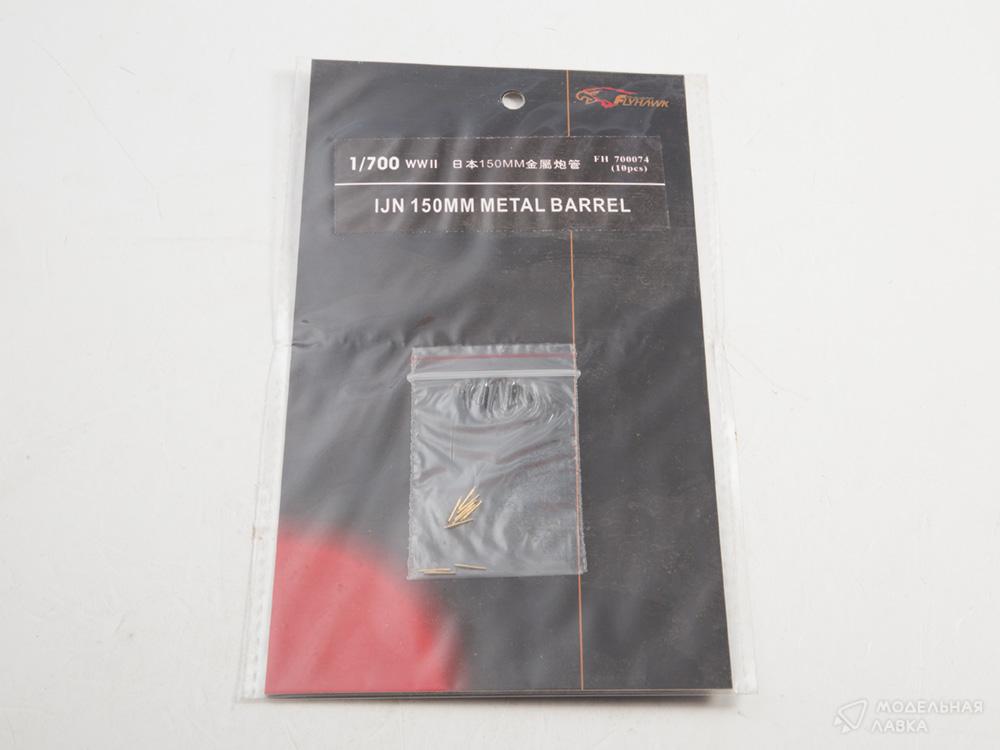 FLYHAWK
1/700 WWII 日本150MM金屬炮管 FH 700074
(10pcs)
IJN 150MM METAL BARREL
МОДЕЛЬНАЯ
ЛАВКА